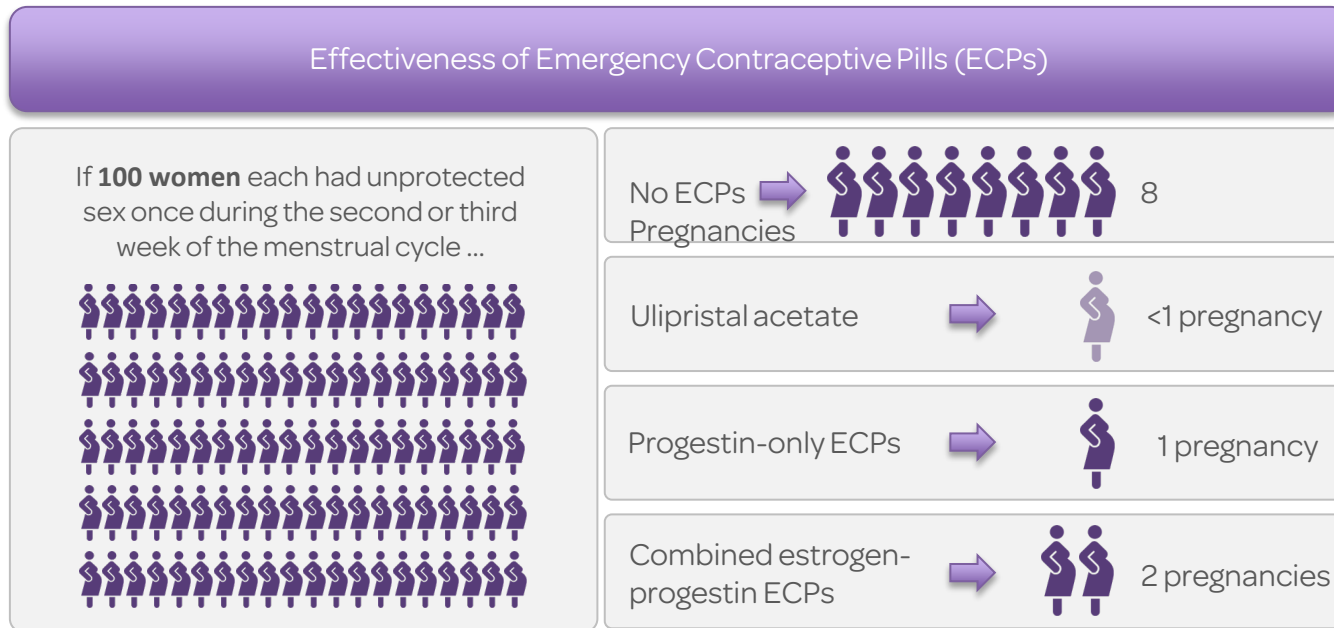 Effectiveness of Emergency Contraceptive Pills (ECPs)
If 100 women each had unprotected
sex once during the second or third
week of the menstrual cycle ...
No ECPs
Pregnancies
8
Ulipristal acetate
<1 pregnancy
Progestin-only ECPs
1 pregnancy
Combined estrogen-
progestin ECPs
2 pregnancies